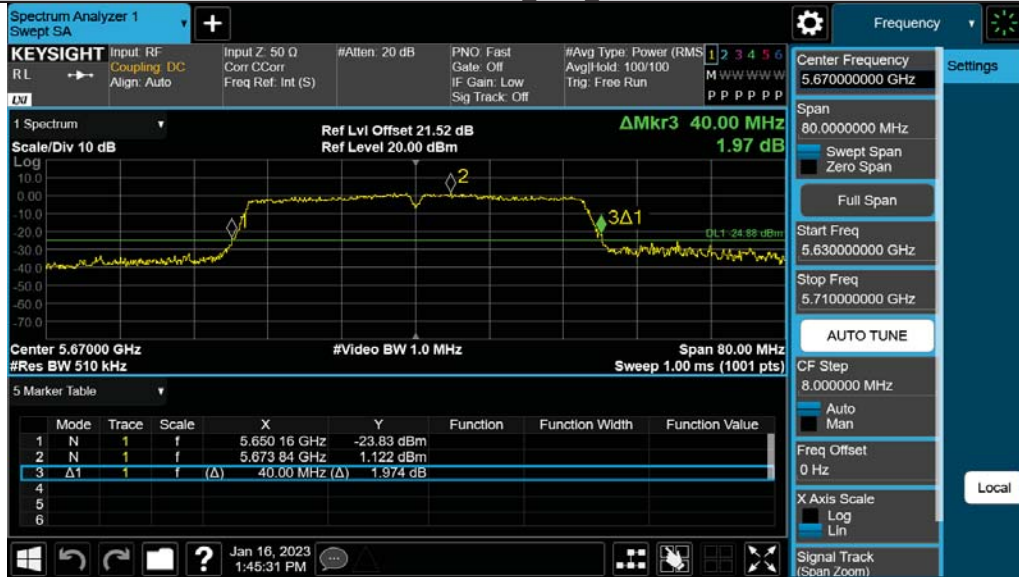 Spectrum Analyzer 1
Swept SA
+
Frequency
KEYSIGHT
RL
LXI
Input: RF
Coupling: DC
Align: Auto
Input Z: 50 Ω
Corr CCorr
Freq Ref: Int (S)
#Atten: 20 dB
PNO: Fast
Gate: Off
IF Gain: Low
Sig Track: Off
#Avg Type: Power (RMS
Avg|Hold: 100/100
Trig: Free Run
1 2 3 4 5 6
M W W W W W
P P P P P P
1 Spectrum
Scale/Div 10 dB
Ref Lvl Offset 21.52 dB
Ref Level 20.00 dBm
ΔMkr3 40.00 MHz
1.97 dB
Log
10.0
0.00
-10.0
-20.0
-30.0
-40.0
-50.0
-60.0
-70.0
2
3Δ1
DL1 -24.88 dBm
Center 5.67000 GHz
#Res BW 510 kHz
#Video BW 1.0 MHz
Span 80.00 MHz
Sweep 1.00 ms (1001 pts)
5 Marker Table
Mode Trace Scale X Y Function Function Width Function Value
1 N 1 f 5.650 16 GHz -23.83 dBm
2 N 1 f 5.673 84 GHz 1.122 dBm
3 Δ1 1 f (Δ) 40.00 MHz (Δ) 1.974 dB
4
5
6
?
Jan 16, 2023
1:45:31 PM
Center Frequency
5.670000000 GHz
Span
80.0000000 MHz
Swept Span
Zero Span
Full Span
Start Freq
5.630000000 GHz
Stop Freq
5.710000000 GHz
AUTO TUNE
CF Step
8.000000 MHz
Auto
Man
Freq Offset
0 Hz
X Axis Scale
Log
Lin
Signal Track
(Span Zoom)
Settings
Local